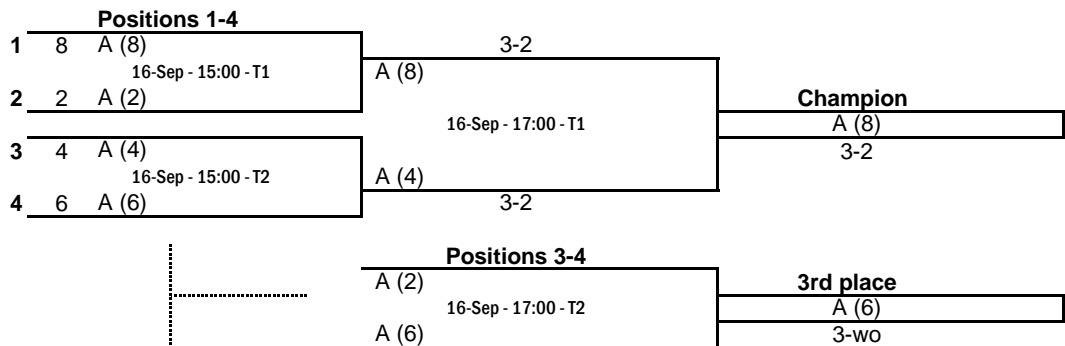 Positions 1-4
1 8 A (8) 3-2
16-Sep - 15:00 - T1 A (8)
2 2 A (2) Champion
16-Sep - 17:00 - T1 A (8)
3 4 A (4) 3-2
16-Sep - 15:00 - T2 A (4)
4 6 A (6) 3-2
Positions 3-4
A (2) 3rd place
16-Sep - 17:00 - T2 A (6)
A (6) 3-wo